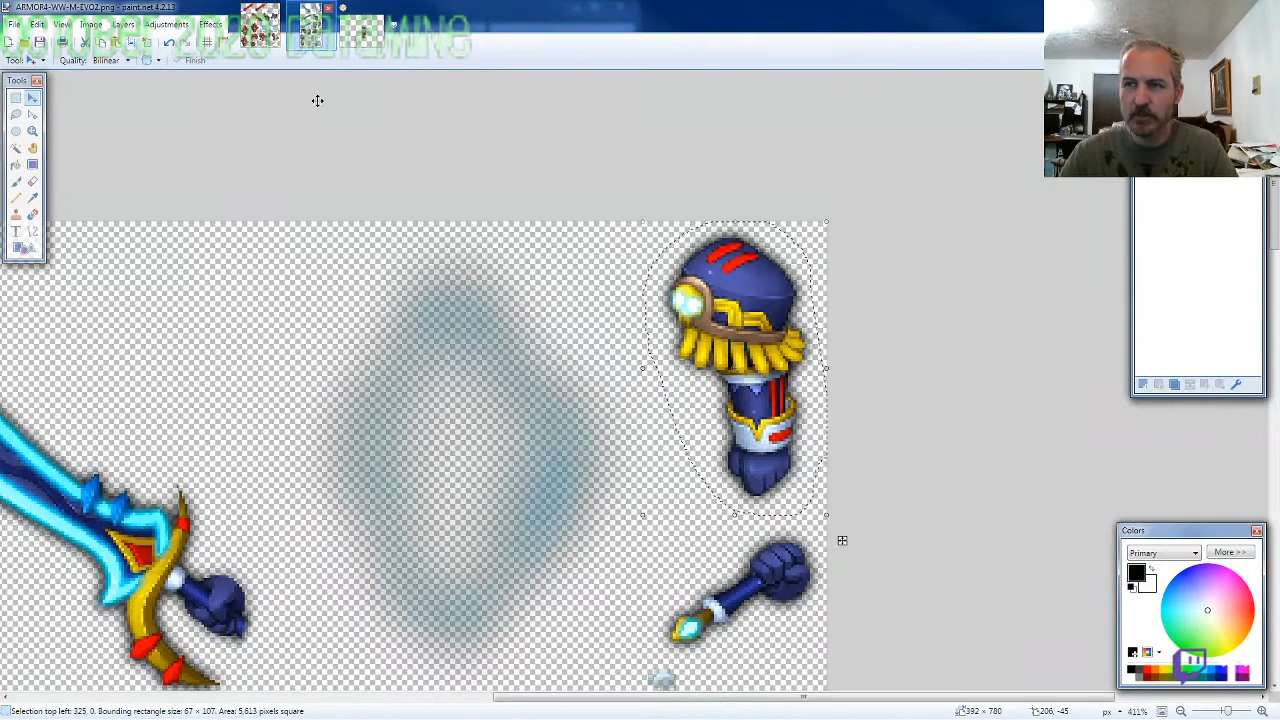 ARMOR4-WW-M-EVO2.png - paint.net 4.2.13
File Edit View Image Layers Adjustments Effects
Tool: Quality: Bilinear Finish
Tools
Colors
Primary More >>
Selection top left: 325, 0. Bounding rectangle size: 67 × 107. Area: 5,613 pixels square
392 × 780 206, -45 px 411%